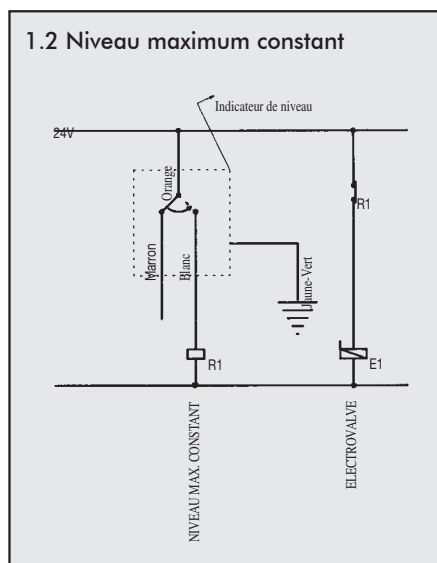 1.2 Niveau maximum constant
Indicateur de niveau
24V
Orange
R1
Marron
Blanc
Jaune-Vert
R1
E1
NIVEAU MAX. CONSTANT
ELECTROVALVE